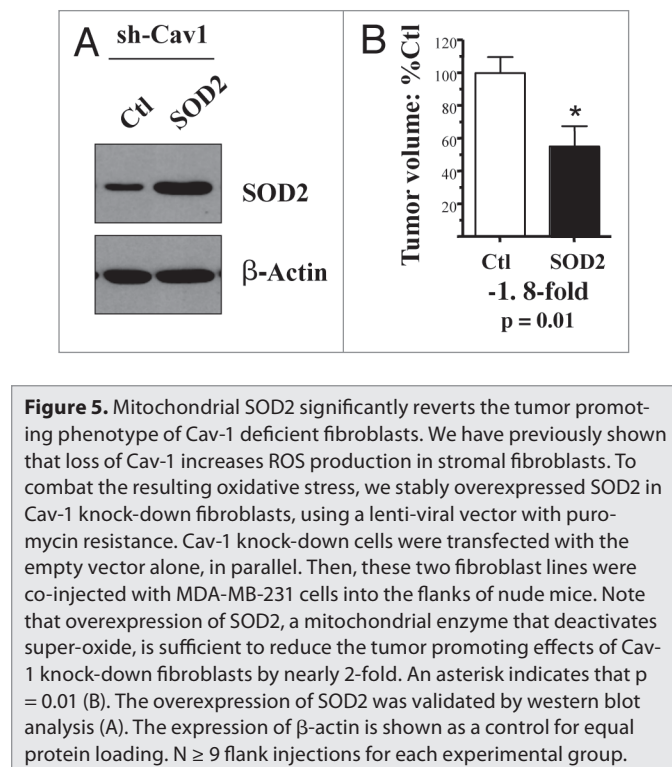 A
sh-Cav1
Ctl
SOD2
SOD2
β-Actin
B
Tumor volume: %Ctl
120
100
80
60
40
20
*
Ctl SOD2
-1. 8-fold
p = 0.01
Figure 5. Mitochondrial SOD2 significantly reverts the tumor promot-
ing phenotype of Cav-1 deficient fibroblasts. We have previously shown
that loss of Cav-1 increases ROS production in stromal fibroblasts. To
combat the resulting oxidative stress, we stably overexpressed SOD2 in
Cav-1 knock-down fibroblasts, using a lenti-viral vector with puro-
mycin resistance. Cav-1 knock-down cells were transfected with the
empty vector alone, in parallel. Then, these two fibroblast lines were
co-injected with MDA-MB-231 cells into the flanks of nude mice. Note
that overexpression of SOD2, a mitochondrial enzyme that deactivates
super-oxide, is sufficient to reduce the tumor promoting effects of Cav-
1 knock-down fibroblasts by nearly 2-fold. An asterisk indicates that p
= 0.01 (B). The overexpression of SOD2 was validated by western blot
analysis (A). The expression of β-actin is shown as a control for equal
protein loading. N ≥ 9 flank injections for each experimental group.